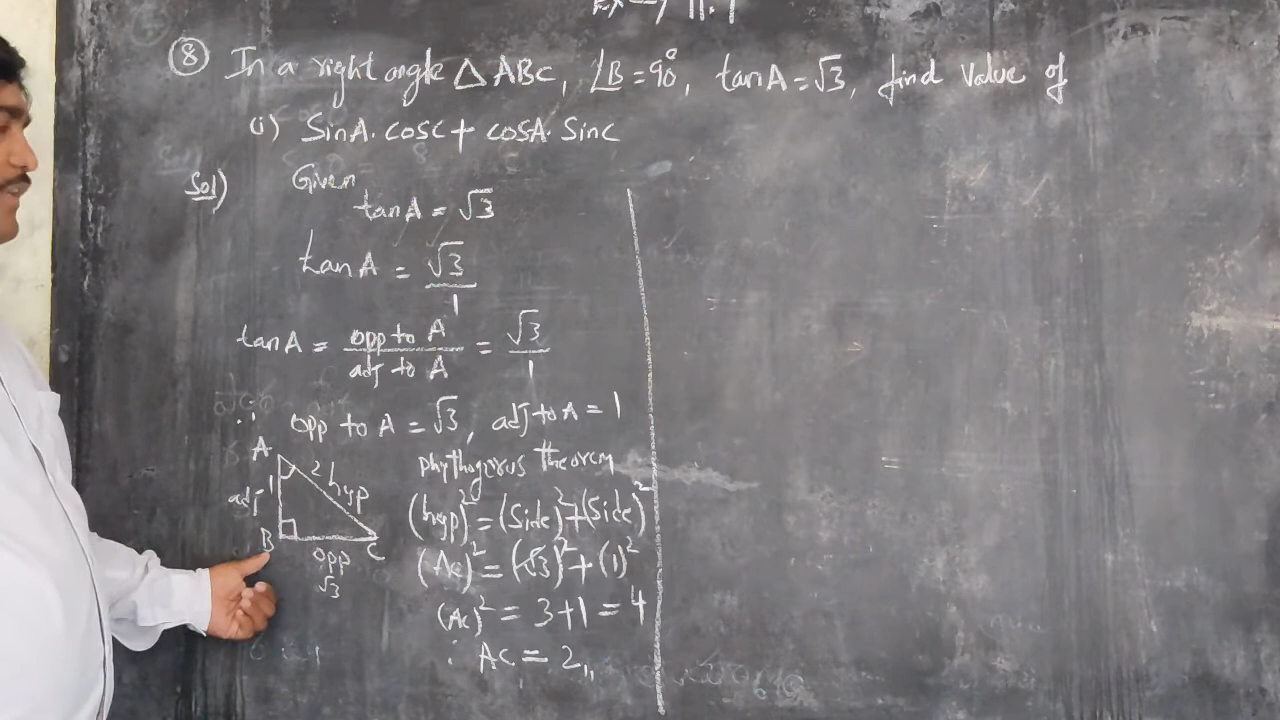 Ex → 11.1
⑧ In a right angle △ ABC, ∠B = 90°, tanA = √3, find value of
(i) SinA. cosc + cosA. Sinc
Sol) Given
tanA = √3
tanA = √3/1
tanA = opp to A / adj to A = √3/1
∴ opp to A = √3, adj to A = 1
A
phythagorus theorem
2 hyp
adj 1
(hyp)² = (Side)² + (Side)²
B C
opp
(Ac)² = (√3)² + (1)²
√3
(Ac)² = 3+1 = 4
∴ Ac = 2,,